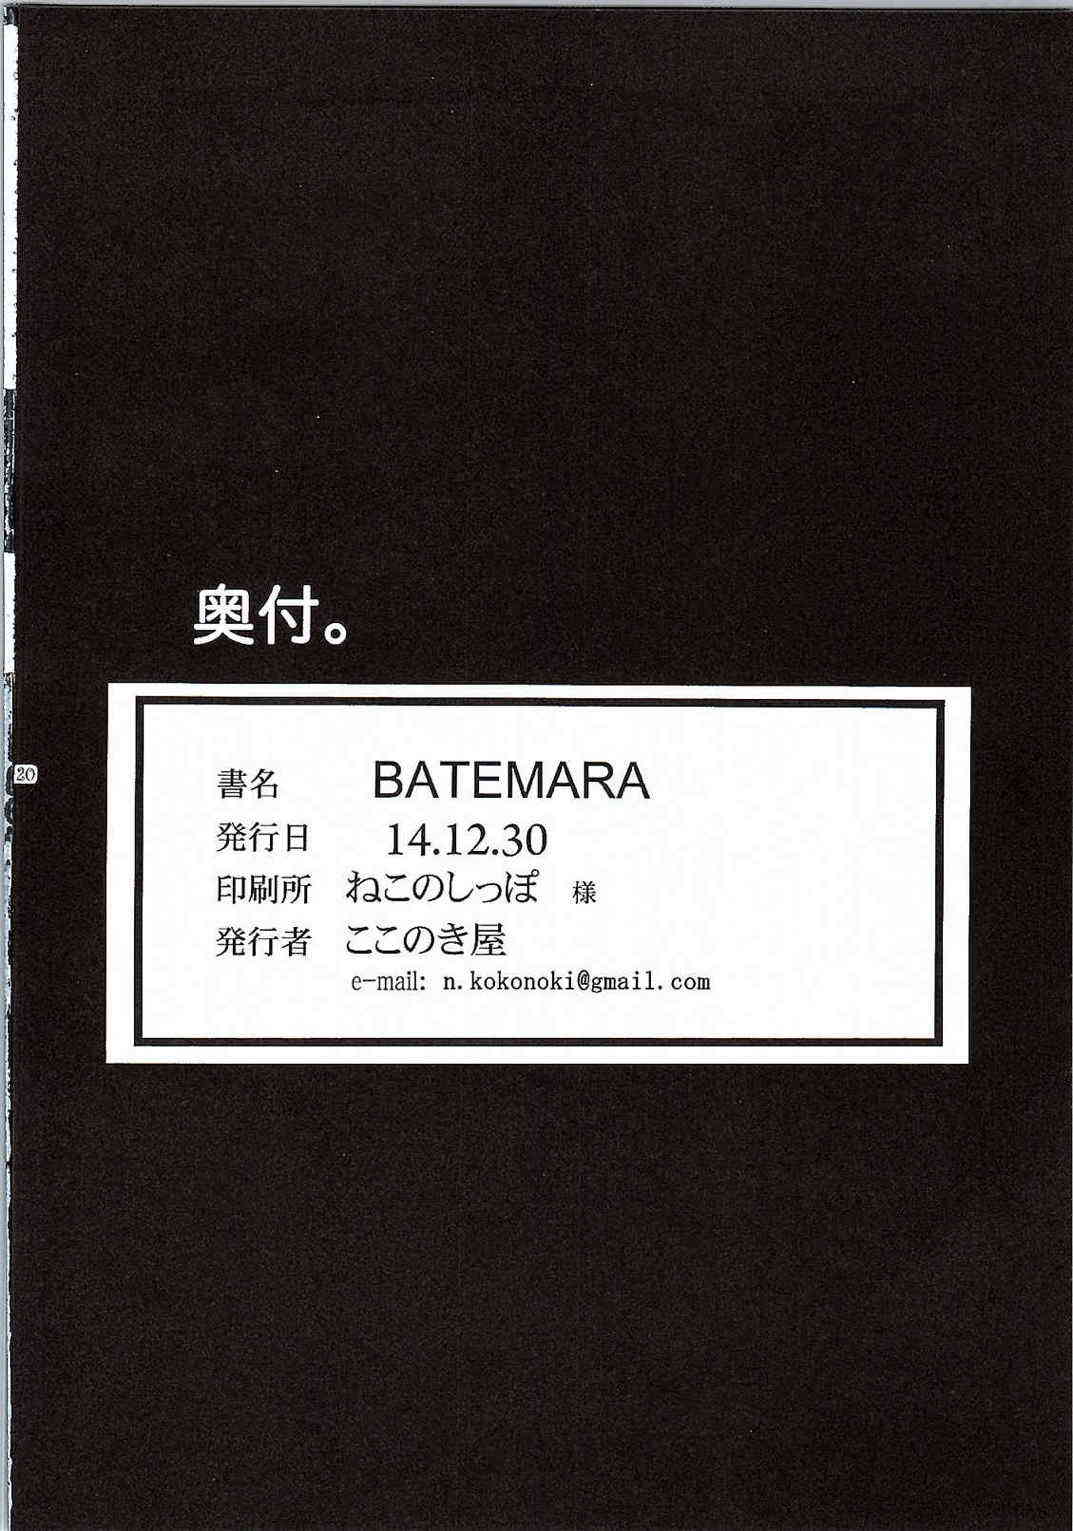 奥付。
書名 BATEMARA
発行日 14.12.30
印刷所 ねこのしっぽ 様
発行者 ここのき屋
e-mail: n.kokonoki@gmail.com
20